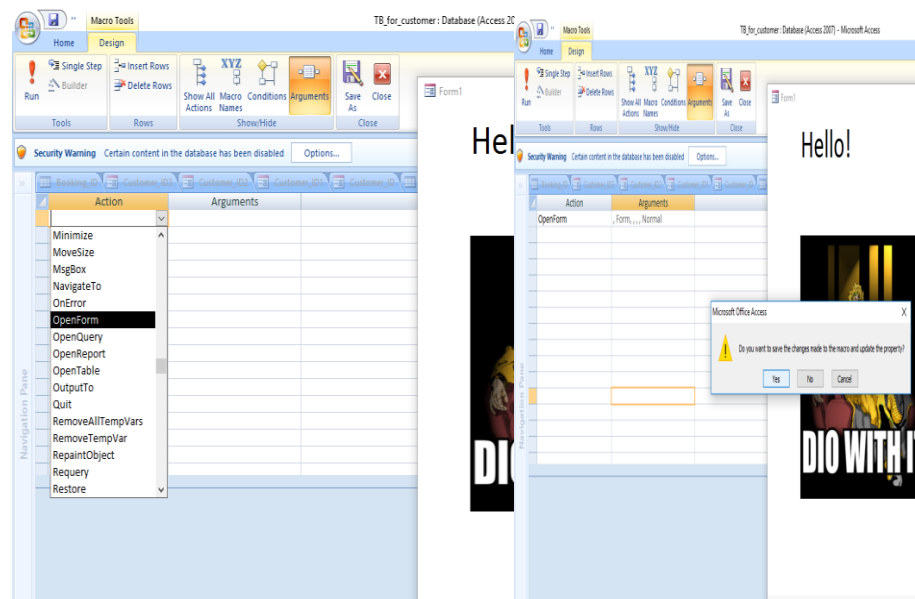 Macro Tools
TB_for_customer : Database (Access 20
Home Design
Run
Single Step
Builder
Tools
Insert Rows
Delete Rows
Rows
Show All Actions
Macro Names
Conditions
Arguments
Show/Hide
Save As
Close
Close
Security Warning Certain content in the database has been disabled Options...
Booking_ID Customer_ID3 Customer_ID2 Customer_ID1 Customer_ID
Action Arguments
Minimize
MoveSize
MsgBox
NavigateTo
OnError
OpenForm
OpenQuery
OpenReport
OpenTable
OutputTo
Quit
RemoveAllTempVars
RemoveTempVar
RepaintObject
Requery
Restore
Navigation Pane
Form1
Hel
DIO
Macro Tools
TB_for_customer : Database (Access 2007) - Microsoft Access
Home Design
Run
Single Step
Builder
Tools
Insert Rows
Delete Rows
Rows
Show All Actions
Macro Names
Conditions
Arguments
Show/Hide
Save As
Close
Close
Security Warning Certain content in the database has been disabled Options...
Action Arguments
OpenForm , Form, , , , Normal
Navigation Pane
Form1
Hello!
Microsoft Office Access X
Do you want to save the changes made to the macro and update the property?
Yes No Cancel
DIO WITH I